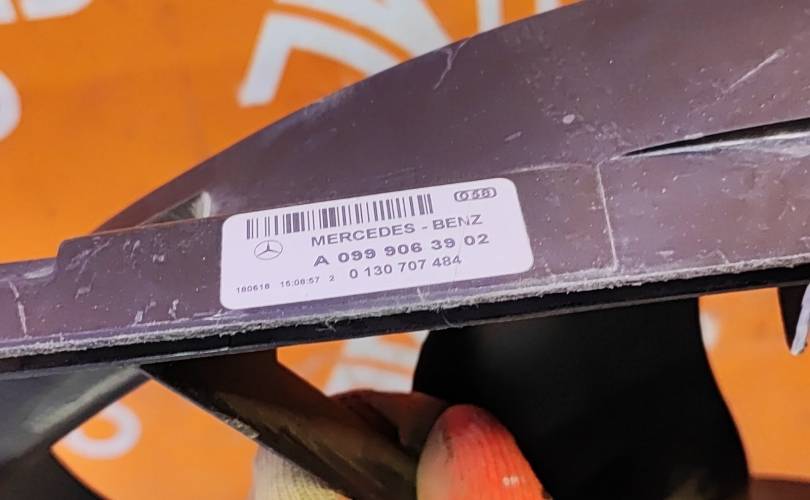 MERCEDES - BENZ
A 099 906 39 02
180618 15:08:57 2 0 130 707 484